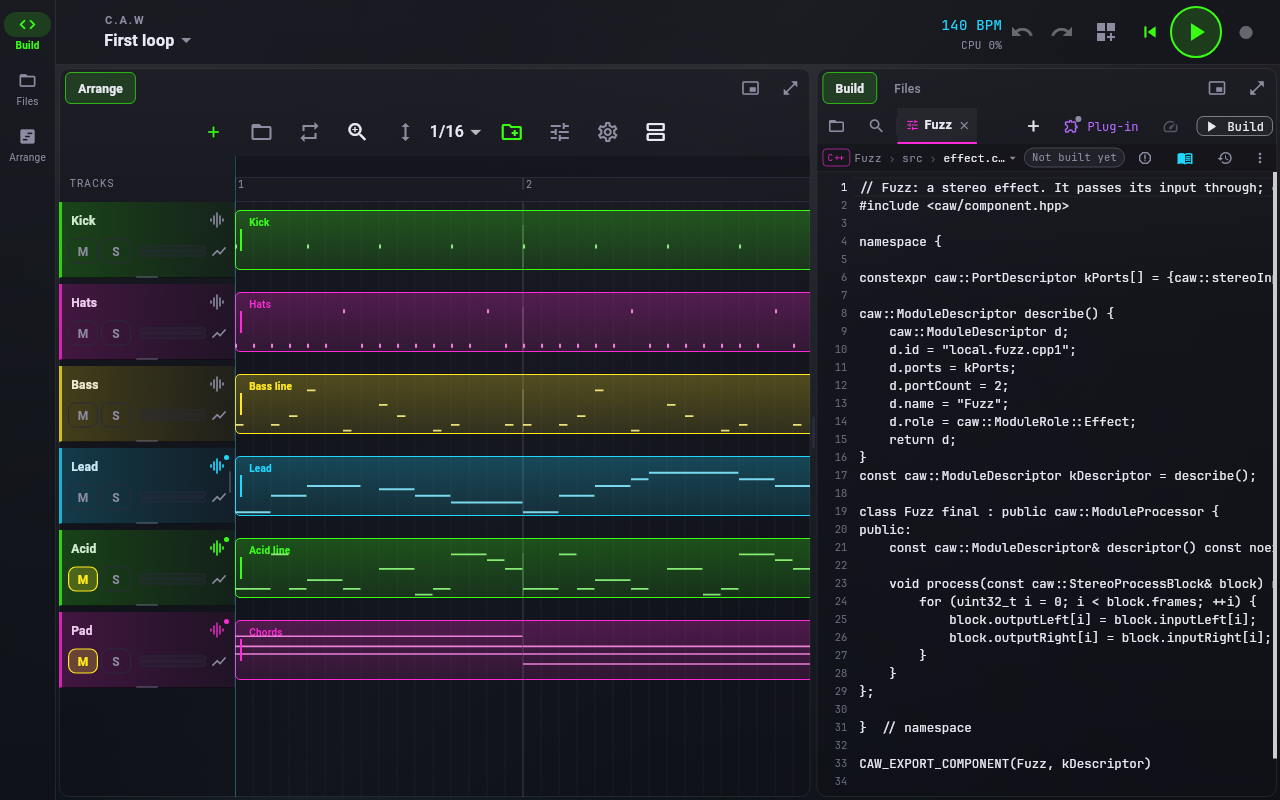 C.A.W
First loop
140 BPM
CPU 0%
Build
Files
Arrange
Arrange
1/16
TRACKS
1
2
Kick
M S
Kick
Hats
M S
Hats
Bass
M S
Bass line
Lead
M S
Lead
Acid
M S
Acid line
Pad
M S
Chords
Build
Files
Fuzz
Plug-in
Build
C++ Fuzz › src › effect.c…
Not built yet
1 // Fuzz: a stereo effect. It passes its input through;
2 #include <caw/component.hpp>
3
4 namespace {
5
6 constexpr caw::PortDescriptor kPorts[] = {caw::stereoIn
7
8 caw::ModuleDescriptor describe() {
9     caw::ModuleDescriptor d;
10     d.id = "local.fuzz.cpp1";
11     d.ports = kPorts;
12     d.portCount = 2;
13     d.name = "Fuzz";
14     d.role = caw::ModuleRole::Effect;
15     return d;
16 }
17 const caw::ModuleDescriptor kDescriptor = describe();
18
19 class Fuzz final : public caw::ModuleProcessor {
20 public:
21     const caw::ModuleDescriptor& descriptor() const noe
22
23     void process(const caw::StereoProcessBlock& block)
24         for (uint32_t i = 0; i < block.frames; ++i) {
25             block.outputLeft[i] = block.inputLeft[i];
26             block.outputRight[i] = block.inputRight[i];
27         }
28     }
29 };
30
31 }  // namespace
32
33 CAW_EXPORT_COMPONENT(Fuzz, kDescriptor)
34